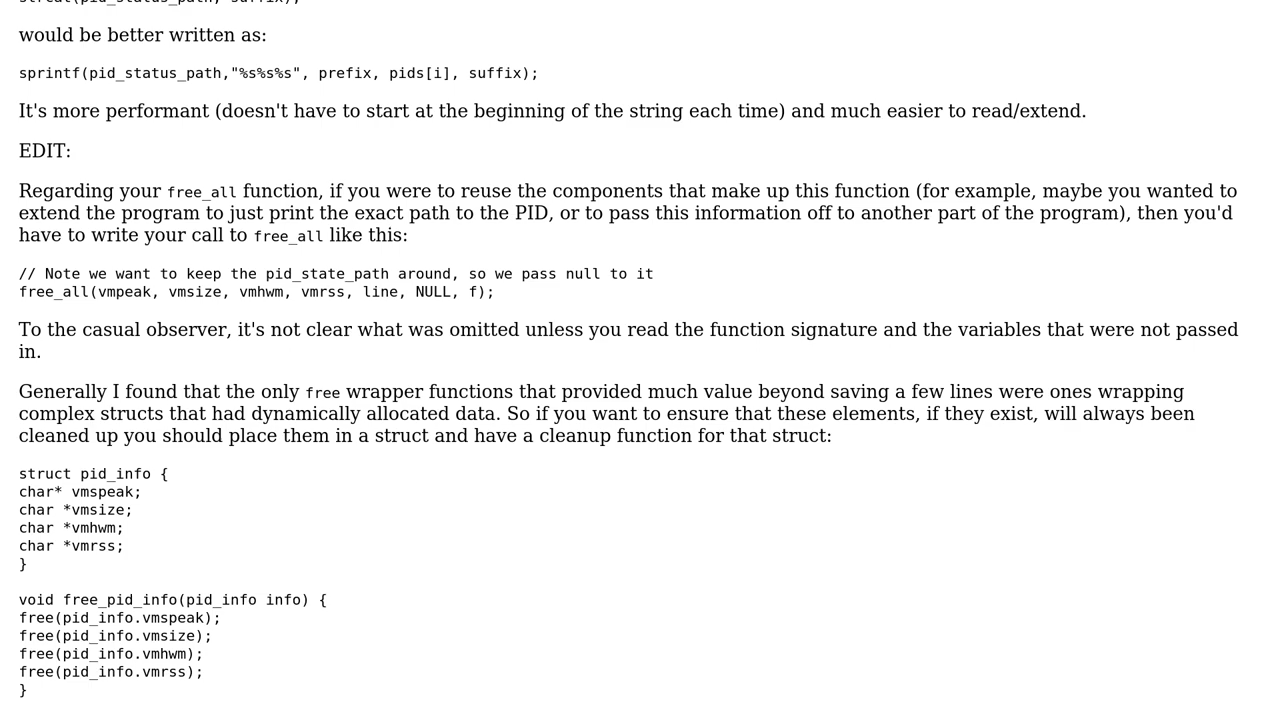 strcat(pid_status_path, suffix);
would be better written as:
sprintf(pid_status_path,"%s%s%s", prefix, pids[i], suffix);
It's more performant (doesn't have to start at the beginning of the string each time) and much easier to read/extend.
EDIT:
Regarding your free_all function, if you were to reuse the components that make up this function (for example, maybe you wanted to
extend the program to just print the exact path to the PID, or to pass this information off to another part of the program), then you'd
have to write your call to free_all like this:
// Note we want to keep the pid_state_path around, so we pass null to it
free_all(vmpeak, vmsize, vmhwm, vmrss, line, NULL, f);
To the casual observer, it's not clear what was omitted unless you read the function signature and the variables that were not passed
in.
Generally I found that the only free wrapper functions that provided much value beyond saving a few lines were ones wrapping
complex structs that had dynamically allocated data. So if you want to ensure that these elements, if they exist, will always been
cleaned up you should place them in a struct and have a cleanup function for that struct:
struct pid_info {
char* vmspeak;
char *vmsize;
char *vmhwm;
char *vmrss;
}
void free_pid_info(pid_info info) {
free(pid_info.vmspeak);
free(pid_info.vmsize);
free(pid_info.vmhwm);
free(pid_info.vmrss);
}